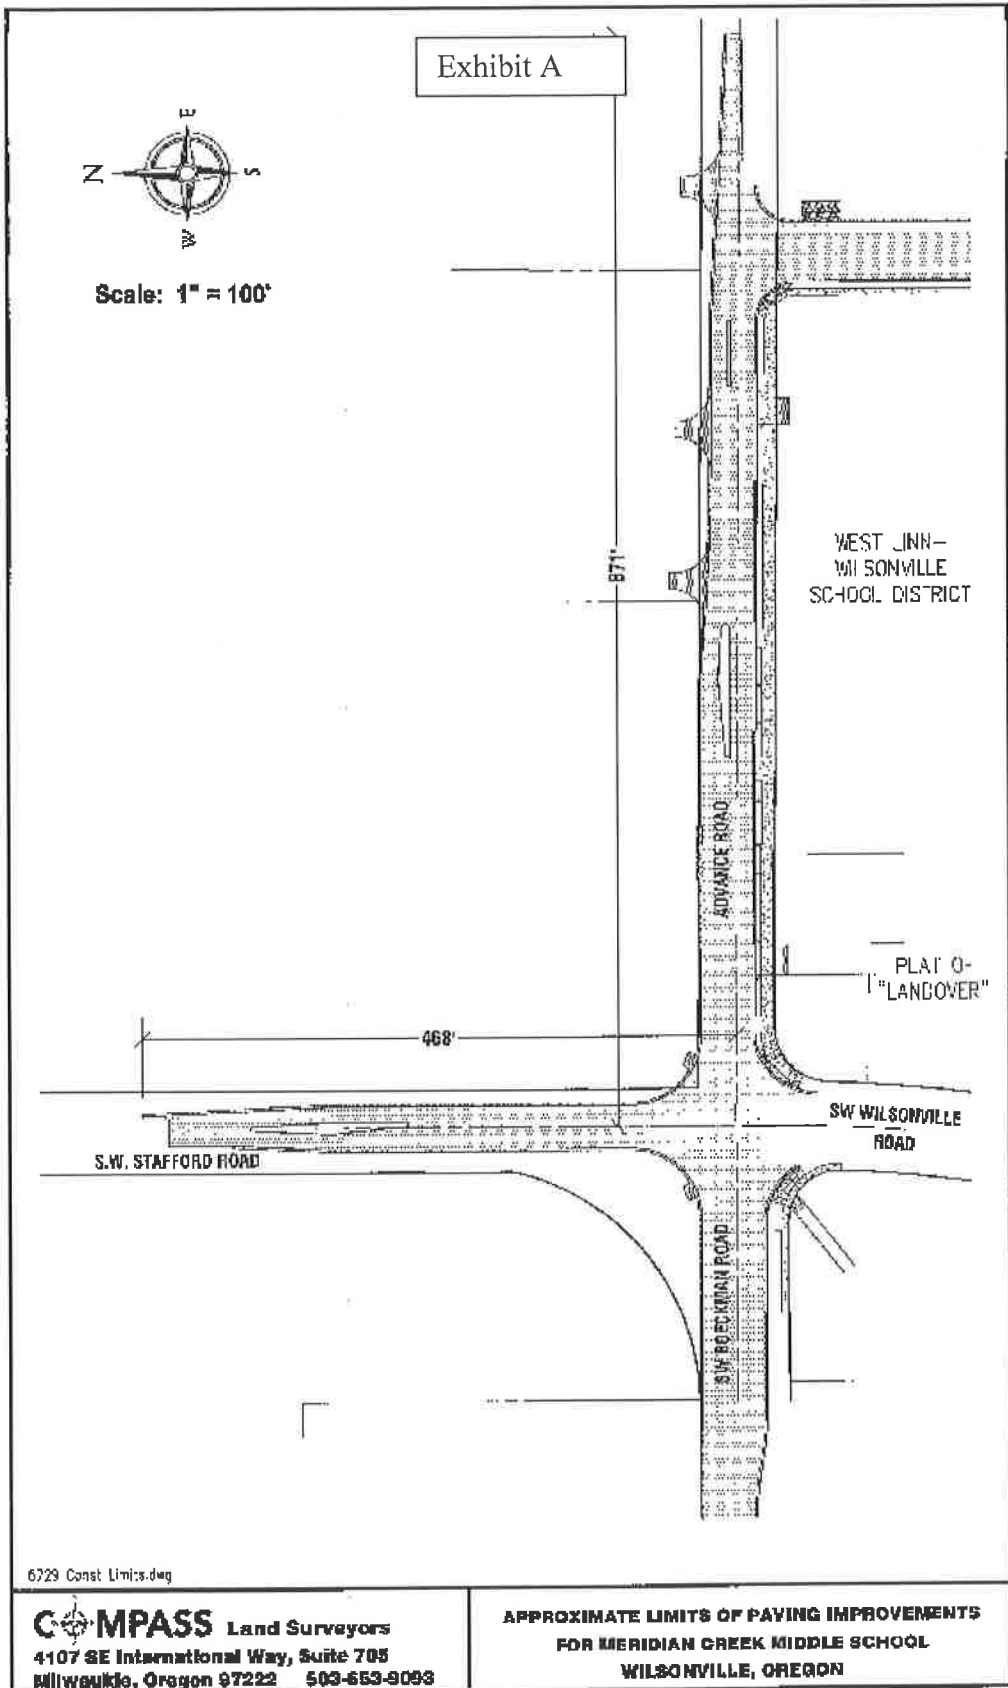 Exhibit A
E
N
S
W
Scale: 1" = 100'
871'
WEST LINN-
WILSONVILLE
SCHOOL DISTRICT
ADVANCE ROAD
PLAT O-
"LANDOVER"
468'
SW WILSONVILLE
ROAD
S.W. STAFFORD ROAD
SW BOECKMAN ROAD
6729 Const Limits.dwg
COMPASS Land Surveyors
4107 SE International Way, Suite 705
Milwaukie, Oregon 97222 503-653-9093
APPROXIMATE LIMITS OF PAVING IMPROVEMENTS
FOR MERIDIAN CREEK MIDDLE SCHOOL
WILSONVILLE, OREGON